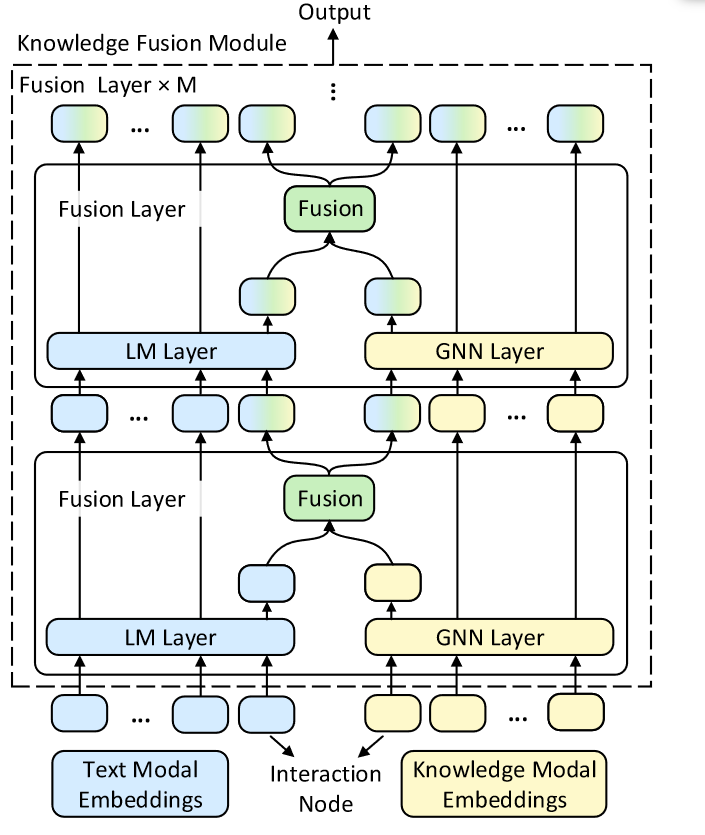 Output
Knowledge Fusion Module
Fusion Layer × M
...
... ...
Fusion Layer
Fusion
LM Layer
GNN Layer
... ...
Fusion Layer
Fusion
LM Layer
GNN Layer
... ...
Text Modal
Embeddings
Interaction
Node
Knowledge Modal
Embeddings